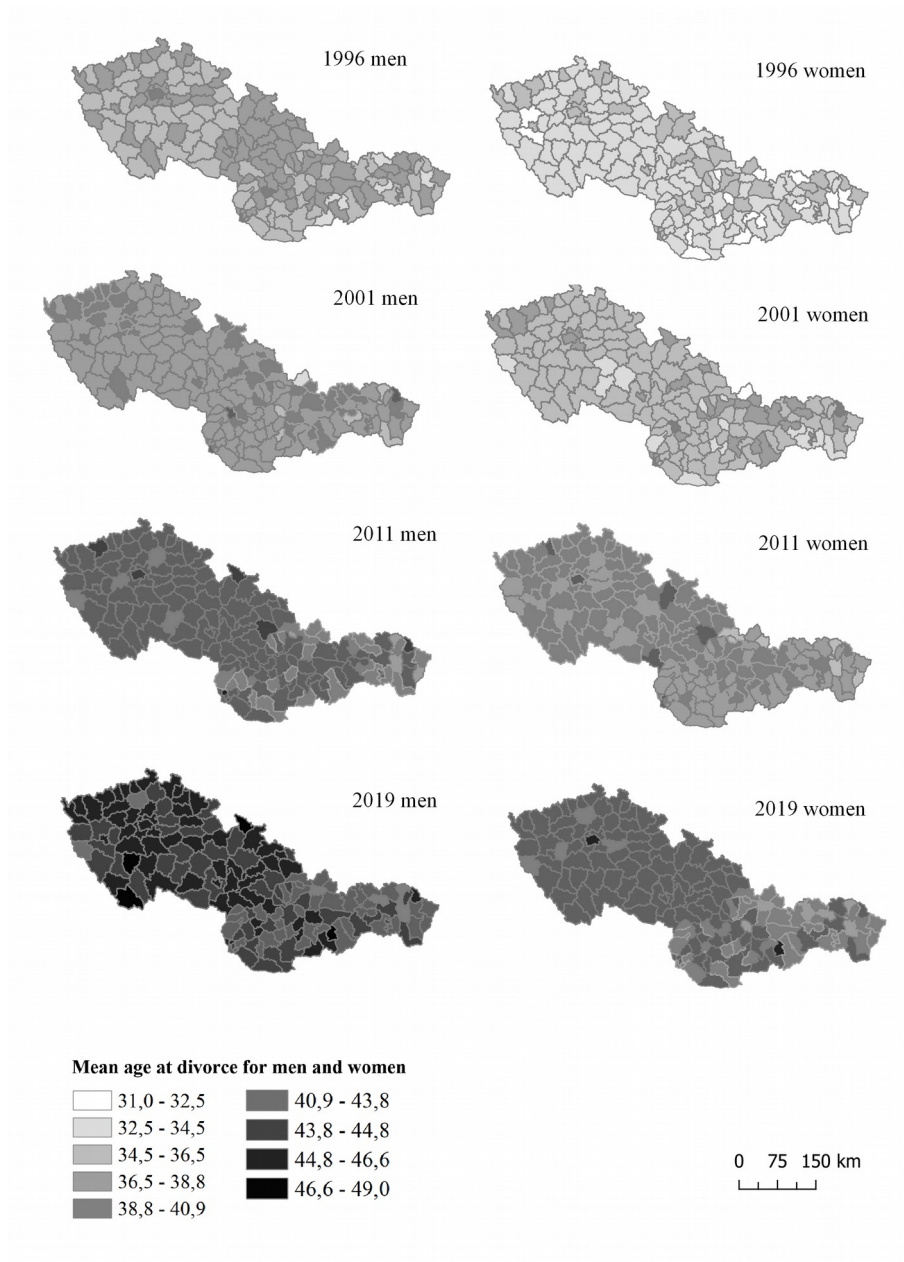 1996 men
1996 women
2001 men
2001 women
2011 men
2011 women
2019 men
2019 women
Mean age at divorce for men and women
31,0 - 32,5
32,5 - 34,5
34,5 - 36,5
36,5 - 38,8
38,8 - 40,9
40,9 - 43,8
43,8 - 44,8
44,8 - 46,6
46,6 - 49,0
0 75 150 km